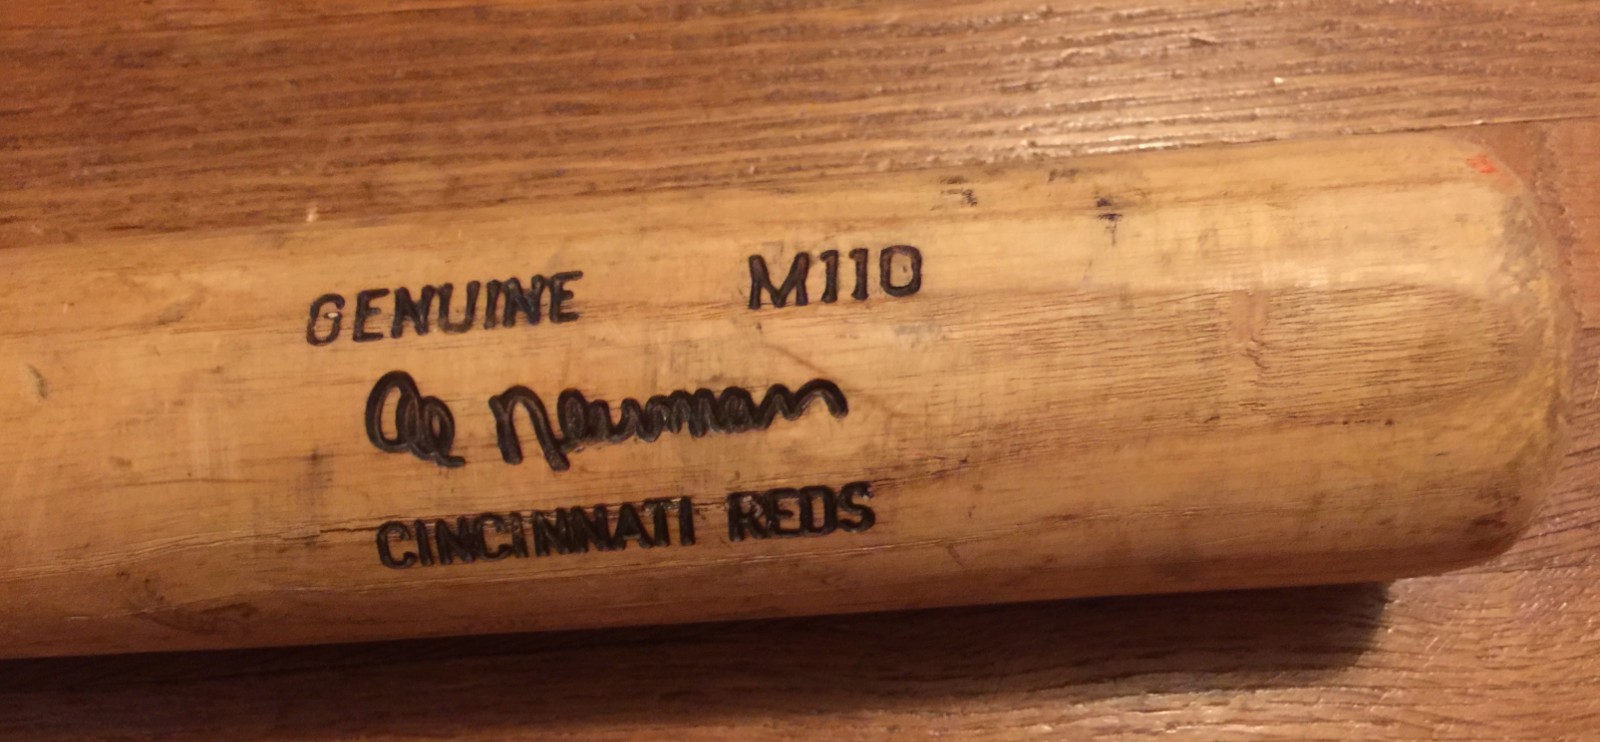 GENUINE M110
Al Newman
CINCINNATI REDS